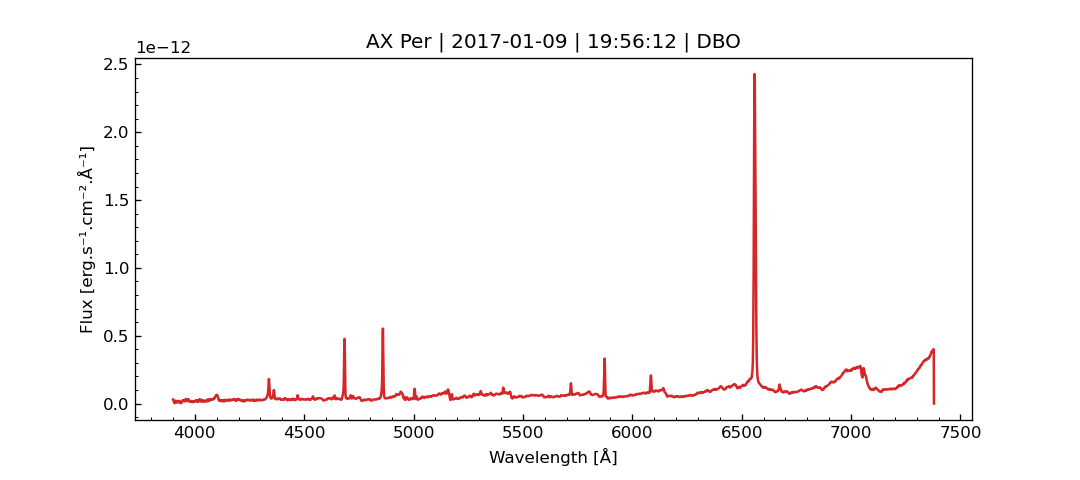 AX Per | 2017-01-09 | 19:56:12 | DBO
1e−12
2.5
2.0
1.5
1.0
0.5
0.0
Flux [erg.s⁻¹.cm⁻².Å⁻¹]
4000 4500 5000 5500 6000 6500 7000 7500
Wavelength [Å]